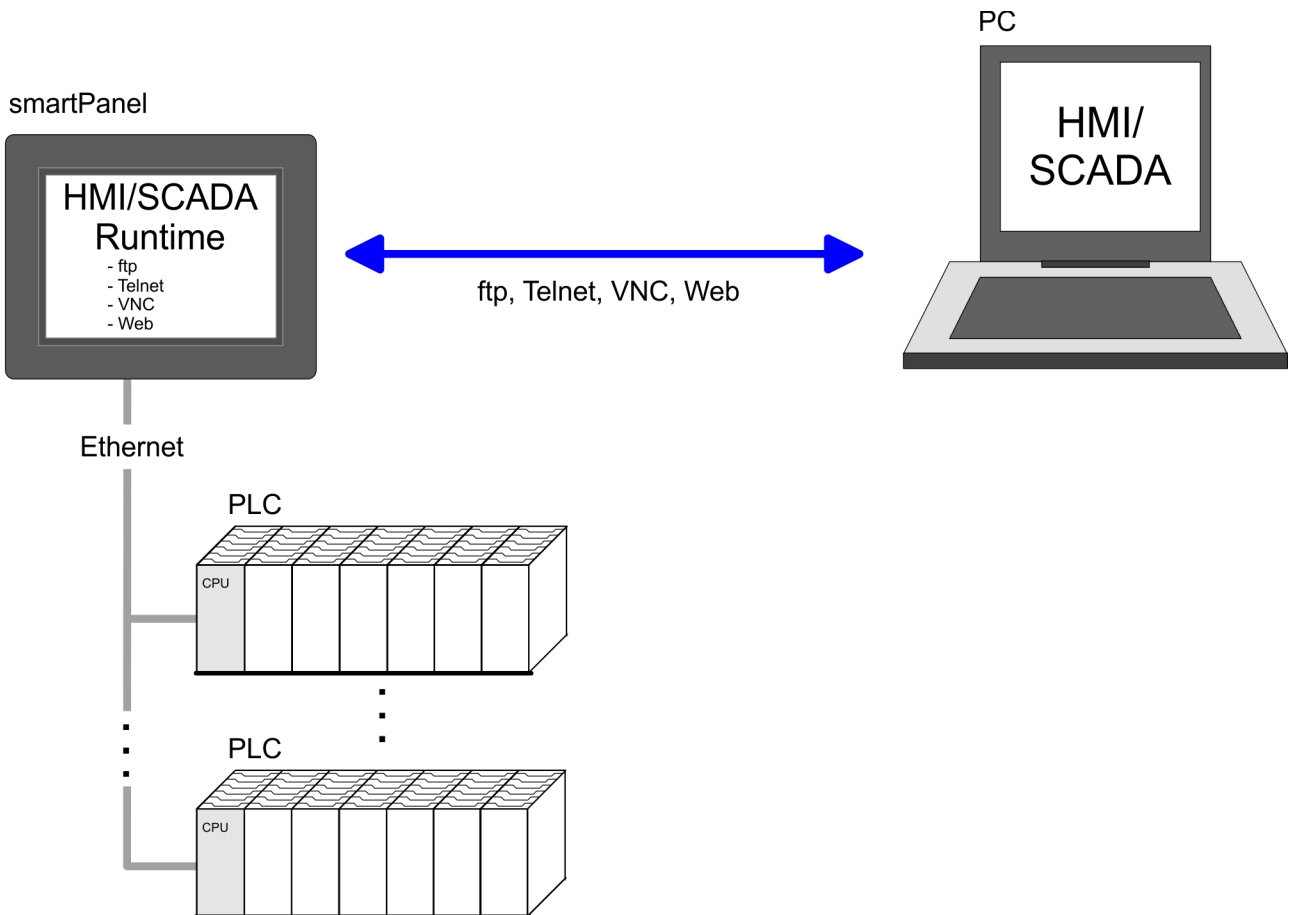 PC
smartPanel
HMI/SCADA
Runtime
- ftp
- Telnet
- VNC
- Web
HMI/
SCADA
ftp, Telnet, VNC, Web
Ethernet
PLC
CPU
PLC
CPU